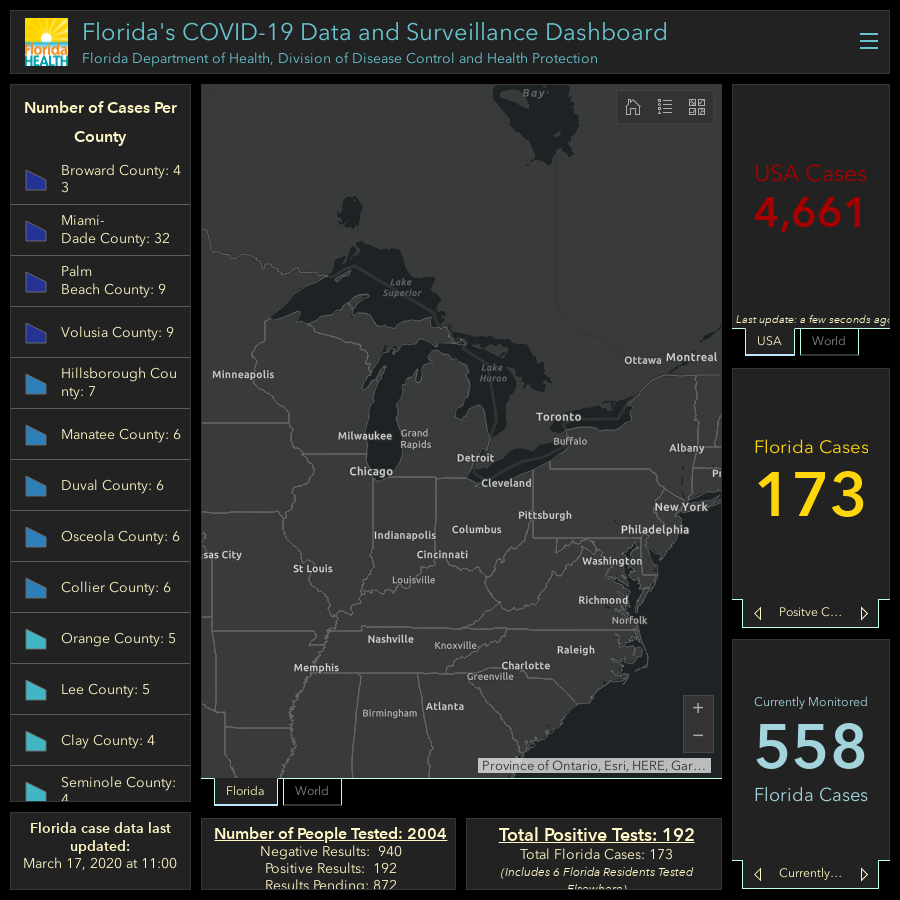 Florida's COVID-19 Data and Surveillance Dashboard
Florida Department of Health, Division of Disease Control and Health Protection
Florida
HEALTH
Number of Cases Per
County
Broward County: 4
3
Miami-
Dade County: 32
Palm
Beach County: 9
Volusia County: 9
Hillsborough Cou
nty: 7
Manatee County: 6
Duval County: 6
Osceola County: 6
Collier County: 6
Orange County: 5
Lee County: 5
Clay County: 4
Seminole County:
4
Florida case data last
updated:
March 17, 2020 at 11:00
Bay
Lake
Superior
Ottawa
Montreal
Lake
Huron
Minneapolis
Toronto
Milwaukee
Grand
Rapids
Buffalo
Albany
Detroit
Chicago
Cleveland
New York
Pittsburgh
Philadelphia
Columbus
Indianapolis
sas City
Cincinnati
Washington
St Louis
Louisville
Richmond
Norfolk
Nashville
Knoxville
Raleigh
Memphis
Charlotte
Greenville
Birmingham
Atlanta
+
−
Province of Ontario, Esri, HERE, Gar…
Florida
World
Number of People Tested: 2004
Negative Results: 940
Positive Results: 192
Results Pending: 872
Total Positive Tests: 192
Total Florida Cases: 173
(Includes 6 Florida Residents Tested
Elsewhere)
USA Cases
4,661
Last update: a few seconds ago
USA
World
Florida Cases
173
Positve C…
Currently Monitored
558
Florida Cases
Currently…